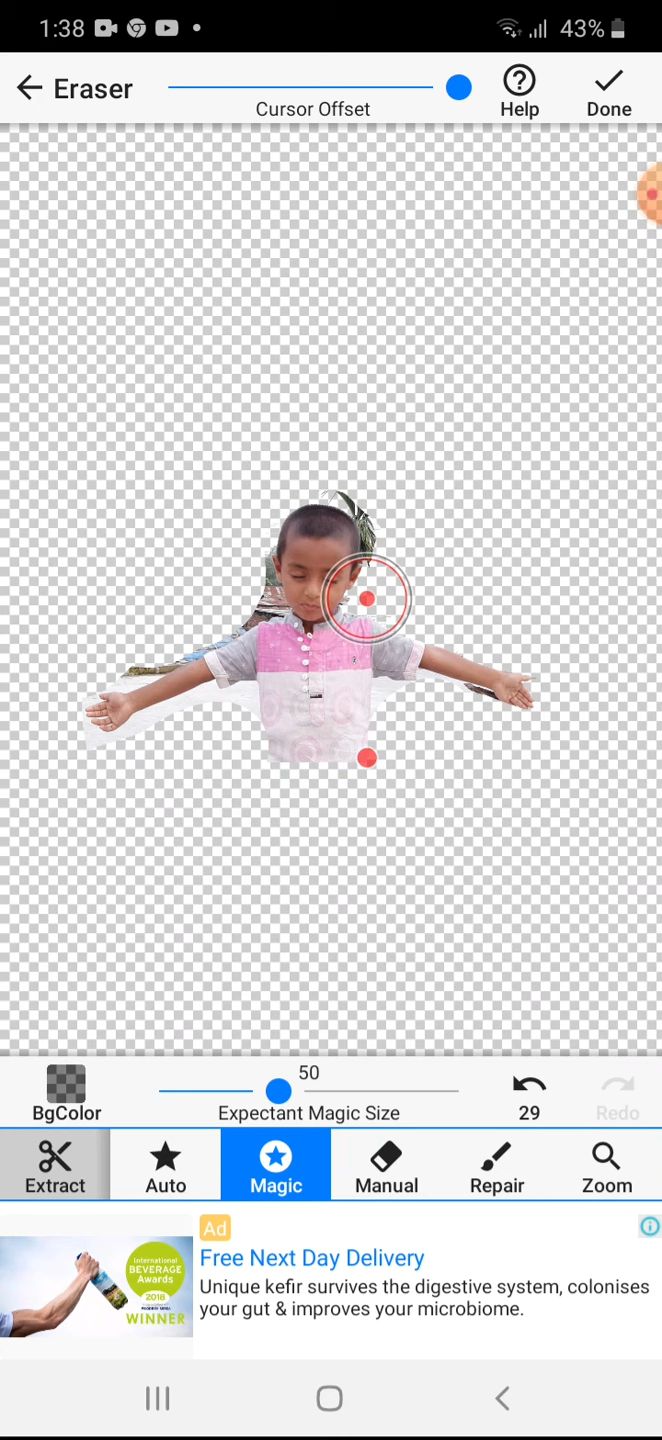 1:38
43%
Eraser
Cursor Offset
Help
Done
50
BgColor
Expectant Magic Size
29
Redo
Extract
Auto
Magic
Manual
Repair
Zoom
Ad
Free Next Day Delivery
Unique kefir survives the digestive system, colonises
your gut & improves your microbiome.
International
BEVERAGE
Awards
2018
WINNER